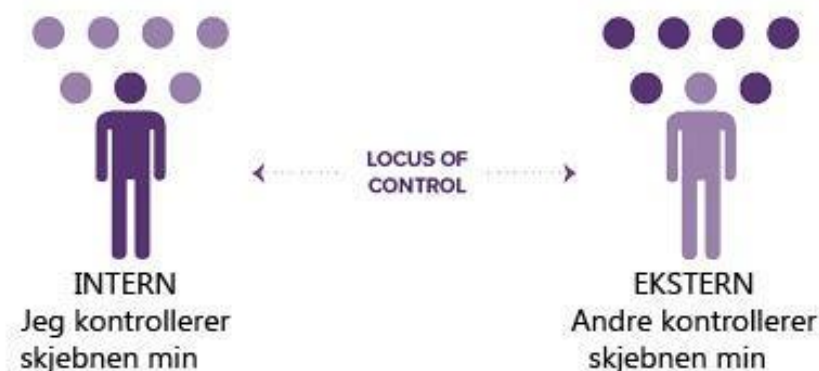 LOCUS OF
CONTROL
INTERN
Jeg kontrollerer
skjebnen min
EKSTERN
Andre kontrollerer
skjebnen min